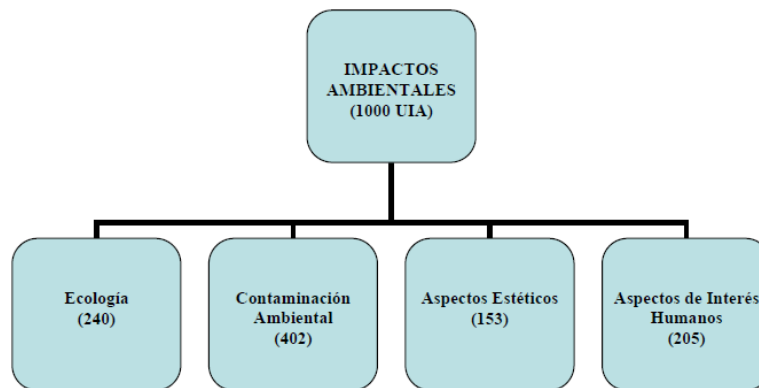 IMPACTOS
AMBIENTALES
(1000 UIA)
Ecología
(240)
Contaminación
Ambiental
(402)
Aspectos Estéticos
(153)
Aspectos de Interés
Humanos
(205)